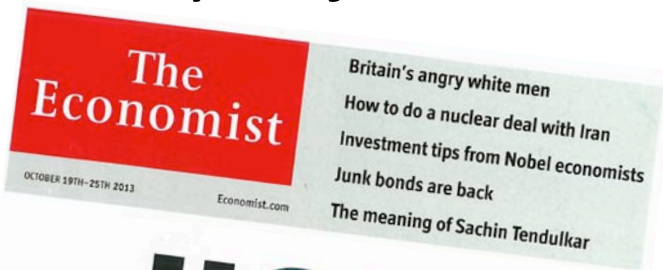 The
Economist
OCTOBER 19TH-25TH 2013
Economist.com
Britain's angry white men
How to do a nuclear deal with Iran
Investment tips from Nobel economists
Junk bonds are back
The meaning of Sachin Tendulkar